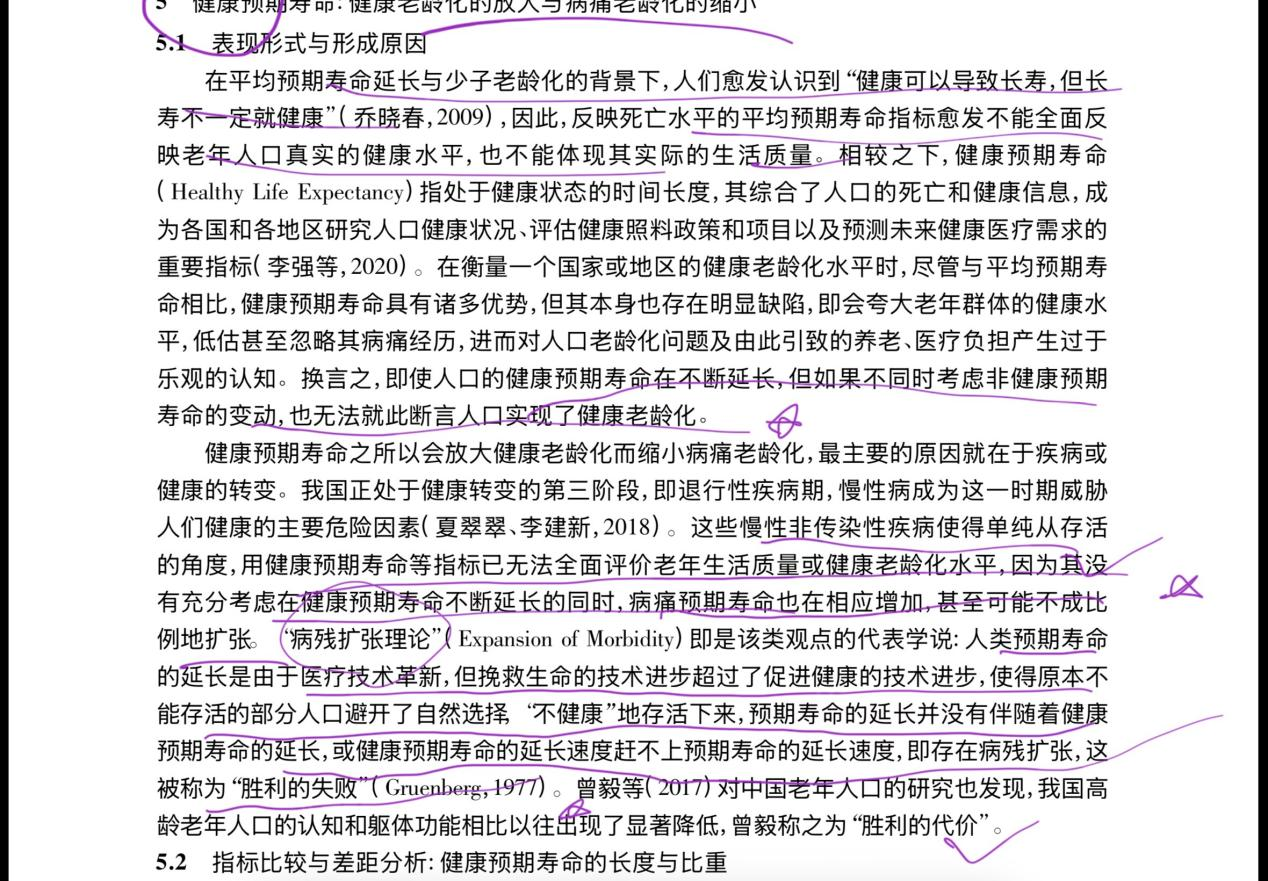 5 健康预期寿命：健康老龄化的放大与病痛老龄化的缩小
5.1 表现形式与形成原因
在平均预期寿命延长与少子老龄化的背景下，人们愈发认识到“健康可以导致长寿，但长
寿不一定就健康”（乔晓春，2009），因此，反映死亡水平的平均预期寿命指标愈发不能全面反
映老年人口真实的健康水平，也不能体现其实际的生活质量。相较之下，健康预期寿命
（Healthy Life Expectancy）指处于健康状态的时间长度，其综合了人口的死亡和健康信息，成
为各国和各地区研究人口健康状况、评估健康照料政策和项目以及预测未来健康医疗需求的
重要指标（李强等，2020）。在衡量一个国家或地区的健康老龄化水平时，尽管与平均预期寿
命相比，健康预期寿命具有诸多优势，但其本身也存在明显缺陷，即会夸大老年群体的健康水
平，低估甚至忽略其病痛经历，进而对人口老龄化问题及由此引致的养老、医疗负担产生过于
乐观的认知。换言之，即使人口的健康预期寿命在不断延长，但如果不同时考虑非健康预期
寿命的变动，也无法就此断言人口实现了健康老龄化。
健康预期寿命之所以会放大健康老龄化而缩小病痛老龄化，最主要的原因就在于疾病或
健康的转变。我国正处于健康转变的第三阶段，即退行性疾病期，慢性病成为这一时期威胁
人们健康的主要危险因素（夏翠翠、李建新，2018）。这些慢性非传染性疾病使得单纯从存活
的角度，用健康预期寿命等指标已无法全面评价老年生活质量或健康老龄化水平，因为其没
有充分考虑在健康预期寿命不断延长的同时，病痛预期寿命也在相应增加，甚至可能不成比
例地扩张。“病残扩张理论”（Expansion of Morbidity）即是该类观点的代表学说：人类预期寿命
的延长是由于医疗技术革新，但挽救生命的技术进步超过了促进健康的技术进步，使得原本不
能存活的部分人口避开了自然选择，“不健康”地存活下来，预期寿命的延长并没有伴随着健康
预期寿命的延长，或健康预期寿命的延长速度赶不上预期寿命的延长速度，即存在病残扩张，这
被称为“胜利的失败”（Gruenberg，1977）。曾毅等（2017）对中国老年人口的研究也发现，我国高
龄老年人口的认知和躯体功能相比以往出现了显著降低，曾毅称之为“胜利的代价”。
5.2 指标比较与差距分析：健康预期寿命的长度与比重